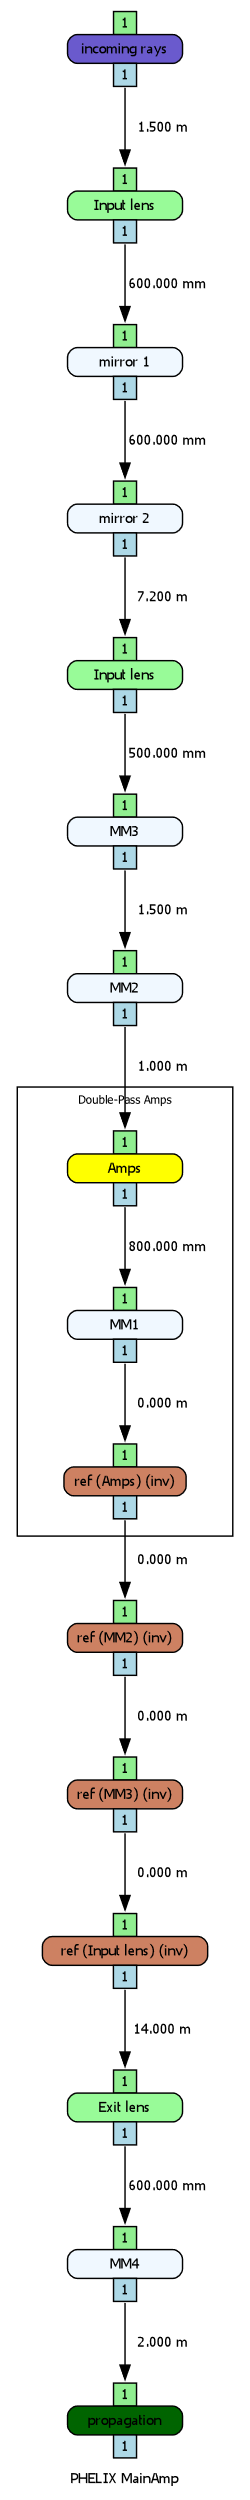 1
incoming rays
1
1.500 m
1
Input lens
1
600.000 mm
1
mirror 1
1
600.000 mm
1
mirror 2
1
7.200 m
1
Input lens
1
500.000 mm
1
MM3
1
1.500 m
1
MM2
1
1.000 m
Double-Pass Amps
1
Amps
1
800.000 mm
1
MM1
1
0.000 m
1
ref (Amps) (inv)
1
0.000 m
1
ref (MM2) (inv)
1
0.000 m
1
ref (MM3) (inv)
1
0.000 m
1
ref (Input lens) (inv)
1
14.000 m
1
Exit lens
1
600.000 mm
1
MM4
1
2.000 m
1
propagation
1
PHELIX MainAmp